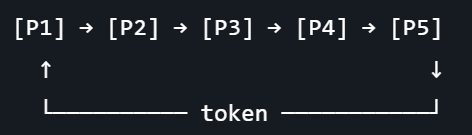 [P1] → [P2] → [P3] → [P4] → [P5]
↑ ↓
└────────── token ───────────┘